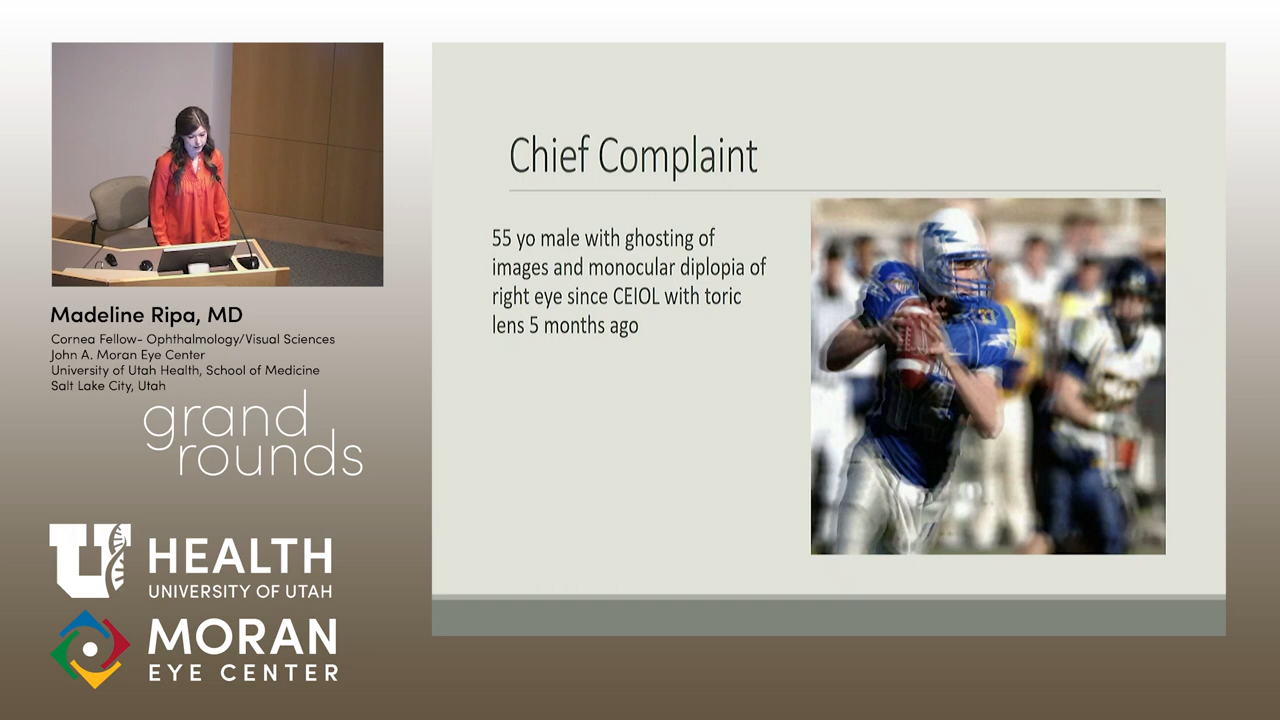 Chief Complaint
55 yo male with ghosting of
images and monocular diplopia of
right eye since CEIOL with toric
lens 5 months ago
Madeline Ripa, MD
Cornea Fellow- Ophthalmology/Visual Sciences
John A. Moran Eye Center
University of Utah Health, School of Medicine
Salt Lake City, Utah
grand
rounds
U HEALTH
UNIVERSITY OF UTAH
MORAN
EYE CENTER